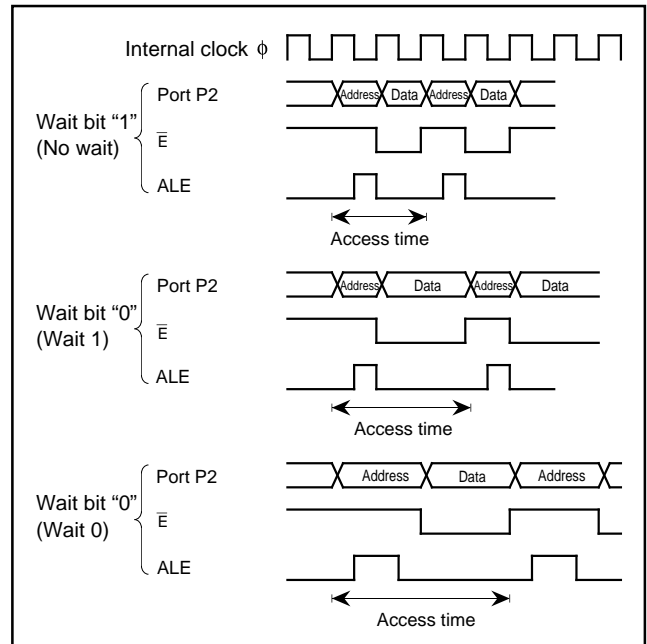 Internal clock ϕ
Port P2
Address Data Address Data
Wait bit “1”
(No wait)
E̅
ALE
Access time
Port P2
Address Data Address Data
Wait bit “0”
(Wait 1)
E̅
ALE
Access time
Port P2
Address Data Address
Wait bit “0”
(Wait 0)
E̅
ALE
Access time